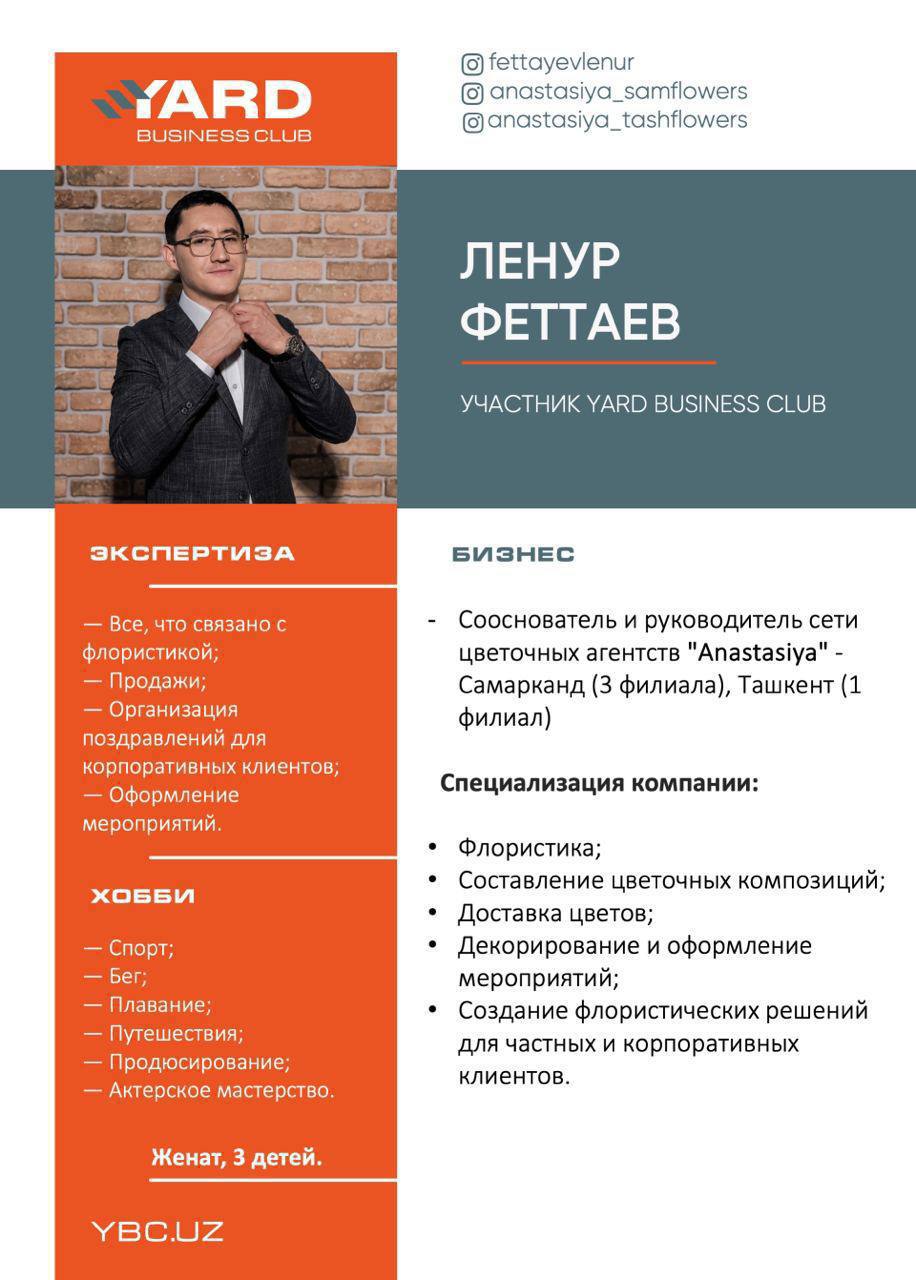 YARD
BUSINESS CLUB
fettayevlenur
anastasiya_samflowers
anastasiya_tashflowers
ЛЕНУР
ФЕТТАЕВ
УЧАСТНИК YARD BUSINESS CLUB
ЭКСПЕРТИЗА
— Все, что связано с
флористикой;
— Продажи;
— Организация
поздравлений для
корпоративных клиентов;
— Оформление
мероприятий.
ХОББИ
— Спорт;
— Бег;
— Плавание;
— Путешествия;
— Продюсирование;
— Актерское мастерство.
Женат, 3 детей.
YBC.UZ
БИЗНЕС
- Сооснователь и руководитель сети
цветочных агентств "Anastasiya" -
Самарканд (3 филиала), Ташкент (1
филиал)
Специализация компании:
• Флористика;
• Составление цветочных композиций;
• Доставка цветов;
• Декорирование и оформление
мероприятий;
• Создание флористических решений
для частных и корпоративных
клиентов.